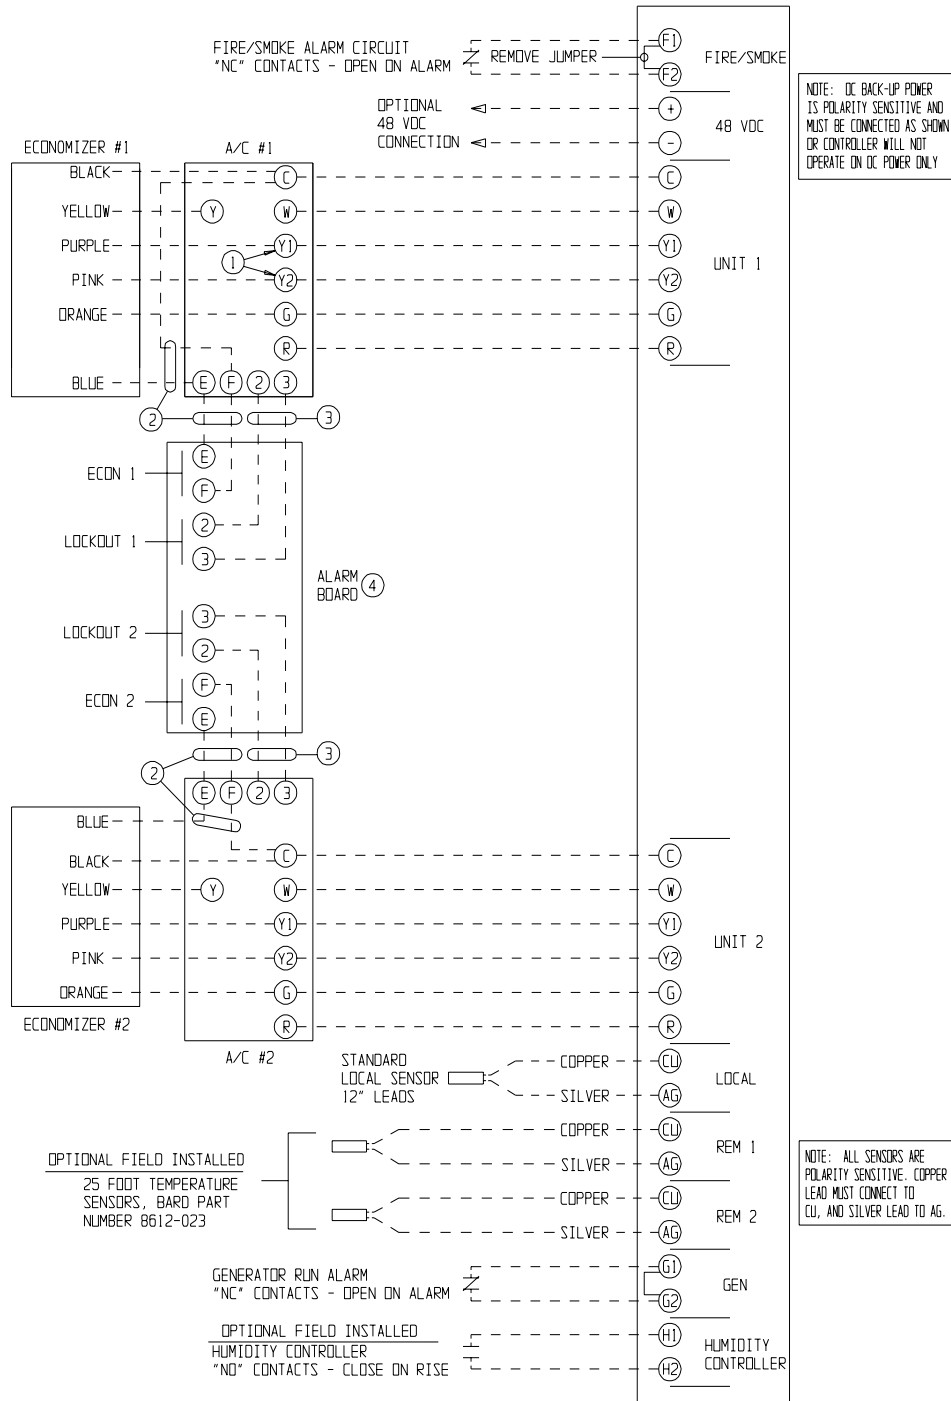 FIRE/SMOKE ALARM CIRCUIT
"NC" CONTACTS - OPEN ON ALARM
REMOVE JUMPER
F1
F2
FIRE/SMOKE
OPTIONAL
48 VDC
CONNECTION
+
-
48 VDC
NOTE: DC BACK-UP POWER
IS POLARITY SENSITIVE AND
MUST BE CONNECTED AS SHOWN
OR CONTROLLER WILL NOT
OPERATE ON DC POWER ONLY
ECONOMIZER #1
A/C #1
BLACK
YELLOW
PURPLE
PINK
ORANGE
BLUE
Y
1
C
W
Y1
Y2
G
R
E F 2 3
C
W
Y1
Y2
G
R
UNIT 1
2
3
ECON 1
E
F
LOCKOUT 1
2
3
ALARM
BOARD
4
LOCKOUT 2
3
2
ECON 2
F
E
2
3
E F 2 3
BLUE
BLACK
YELLOW
PURPLE
PINK
ORANGE
ECONOMIZER #2
Y
C
W
Y1
Y2
G
R
A/C #2
C
W
Y1
Y2
G
R
UNIT 2
STANDARD
LOCAL SENSOR
12" LEADS
COPPER
SILVER
CU
AG
LOCAL
OPTIONAL FIELD INSTALLED
25 FOOT TEMPERATURE
SENSORS, BARD PART
NUMBER 8612-023
COPPER
SILVER
CU
AG
REM 1
COPPER
SILVER
CU
AG
REM 2
NOTE: ALL SENSORS ARE
POLARITY SENSITIVE. COPPER
LEAD MUST CONNECT TO
CU, AND SILVER LEAD TO AG.
GENERATOR RUN ALARM
"NC" CONTACTS - OPEN ON ALARM
G1
G2
GEN
OPTIONAL FIELD INSTALLED
HUMIDITY CONTROLLER
"NO" CONTACTS - CLOSE ON RISE
H1
H2
HUMIDITY
CONTROLLER